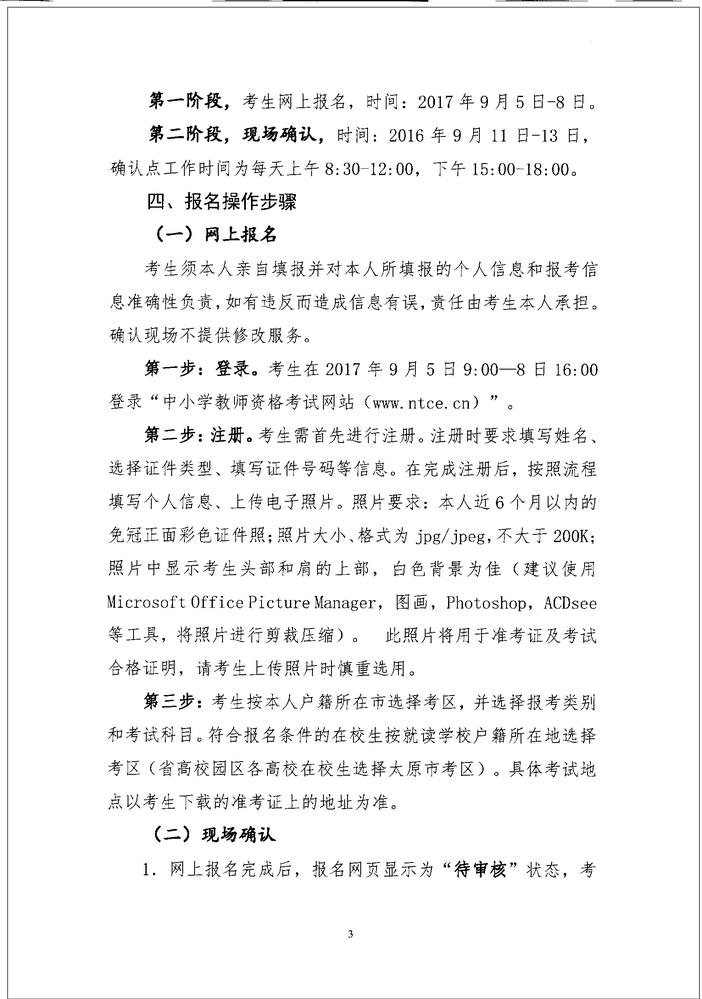 第一阶段，考生网上报名，时间：2017 年 9 月 5 日-8 日。
第二阶段，现场确认，时间：2016 年 9 月 11 日-13 日，
确认点工作时间为每天上午 8:30-12:00，下午 15:00-18:00。
四、报名操作步骤
（一）网上报名
考生须本人亲自填报并对本人所填报的个人信息和报考信
息准确性负责，如有违反而造成信息有误，责任由考生本人承担。
确认现场不提供修改服务。
第一步：登录。考生在 2017 年 9 月 5 日 9:00—8 日 16:00
登录“中小学教师资格考试网站（www.ntce.cn）”。
第二步：注册。考生需首先进行注册。注册时要求填写姓名、
选择证件类型、填写证件号码等信息。在完成注册后，按照流程
填写个人信息、上传电子照片。照片要求：本人近 6 个月以内的
免冠正面彩色证件照；照片大小、格式为 jpg/jpeg，不大于 200K；
照片中显示考生头部和肩的上部，白色背景为佳（建议使用
Microsoft Office Picture Manager，图画，Photoshop，ACDsee
等工具，将照片进行剪裁压缩）。 此照片将用于准考证及考试
合格证明，请考生上传照片时慎重选用。
第三步：考生按本人户籍所在市选择考区，并选择报考类别
和考试科目。符合报名条件的在校生按就读学校户籍所在地选择
考区（省高校园区各高校在校生选择太原市考区）。具体考试地
点以考生下载的准考证上的地址为准。
（二）现场确认
1．网上报名完成后，报名网页显示为“待审核”状态，考
3